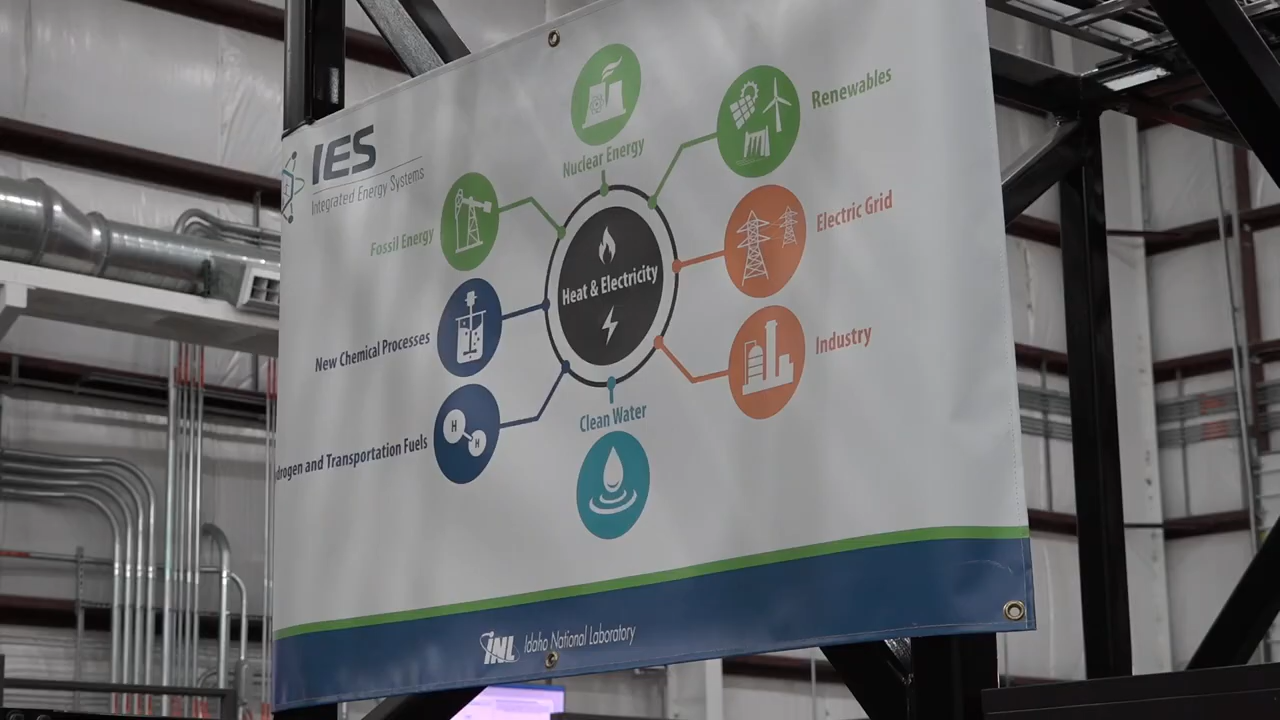 IES
Integrated Energy Systems
Nuclear Energy
Renewables
Fossil Energy
Electric Grid
Heat & Electricity
New Chemical Processes
Industry
Clean Water
H
H
drogen and Transportation Fuels
INL Idaho National Laboratory